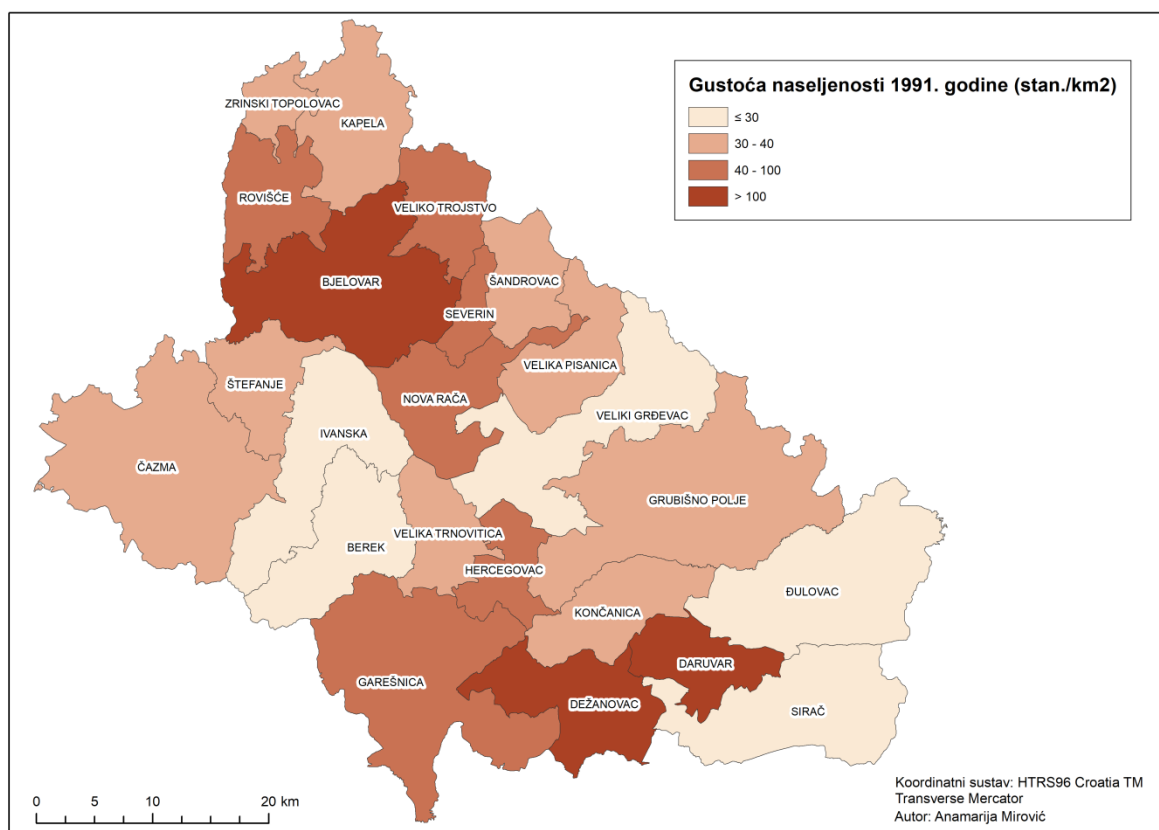 Gustoća naseljenosti 1991. godine (stan./km2)
≤ 30
30 - 40
40 - 100
> 100
ZRINSKI TOPOLOVAC
KAPELA
ROVIŠĆE
VELIKO TROJSTVO
BJELOVAR
ŠANDROVAC
SEVERIN
VELIKA PISANICA
ŠTEFANJE
NOVA RAČA
VELIKI GRĐEVAC
IVANSKA
ČAZMA
GRUBIŠNO POLJE
VELIKA TRNOVITICA
BEREK
HERCEGOVAC
ĐULOVAC
KONČANICA
DARUVAR
GAREŠNICA
DEŽANOVAC
SIRAČ
0 5 10 20 km
Koordinatni sustav: HTRS96 Croatia TM
Transverse Mercator
Autor: Anamarija Mirović